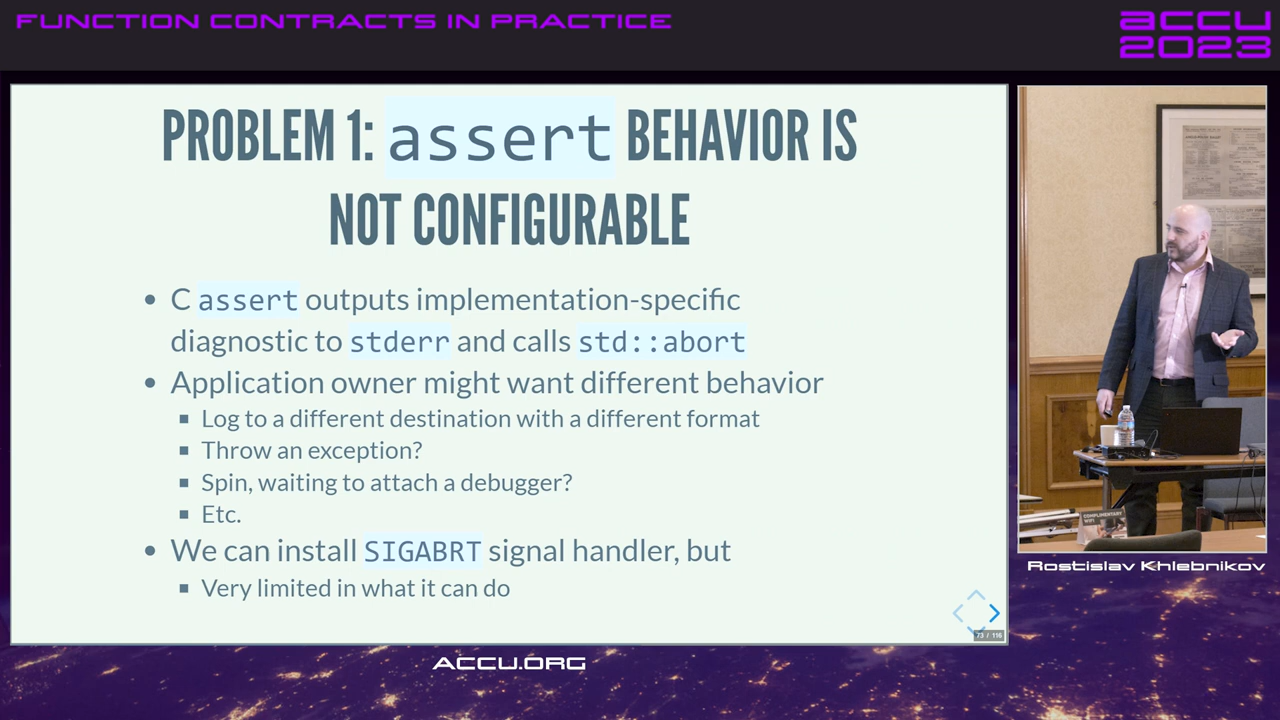 FUNCTION CONTRACTS IN PRACTICE
accu
2023
PROBLEM 1: assert BEHAVIOR IS
NOT CONFIGURABLE
• C assert outputs implementation-specific
diagnostic to stderr and calls std::abort
• Application owner might want different behavior
▪ Log to a different destination with a different format
▪ Throw an exception?
▪ Spin, waiting to attach a debugger?
▪ Etc.
• We can install SIGABRT signal handler, but
▪ Very limited in what it can do
73 / 116
COMPLIMENTARY
WIFI
Rostislav Khlebnikov
ACCU.ORG